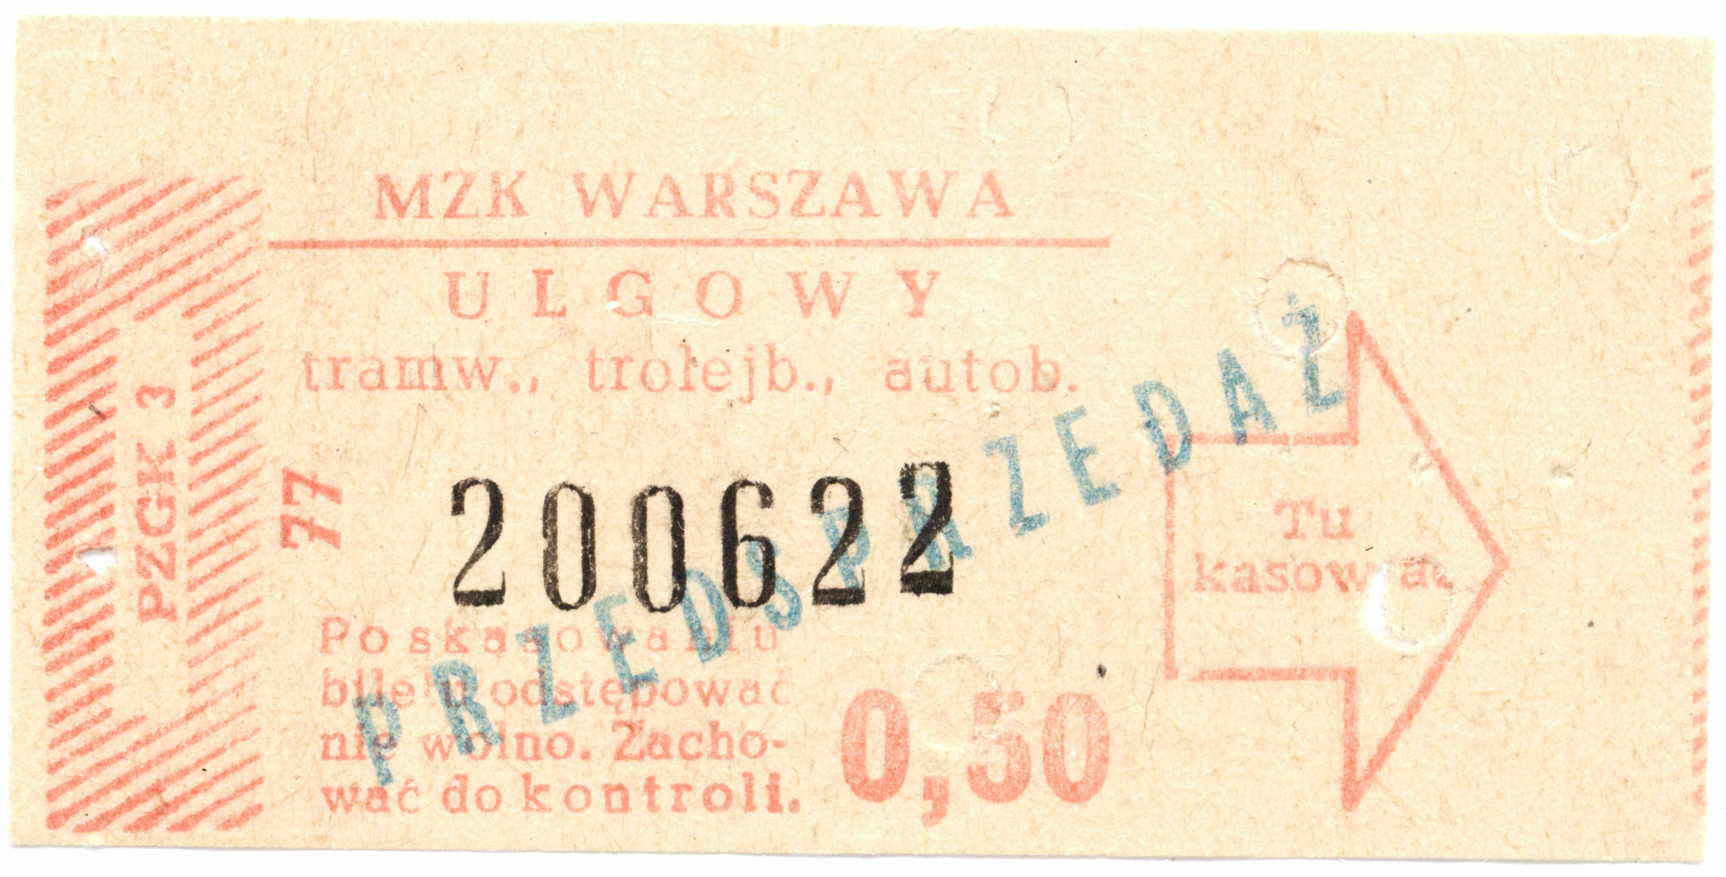 MZK WARSZAWA
ULGOWY
tramw., trolejb., autob.
PZGK 3
77
200622
PRZEDSPRZEDAŻ
Tu
kasować
Po skasowaniu
biletu odstępować
nie wolno. Zacho-
wać do kontroli.
0,50